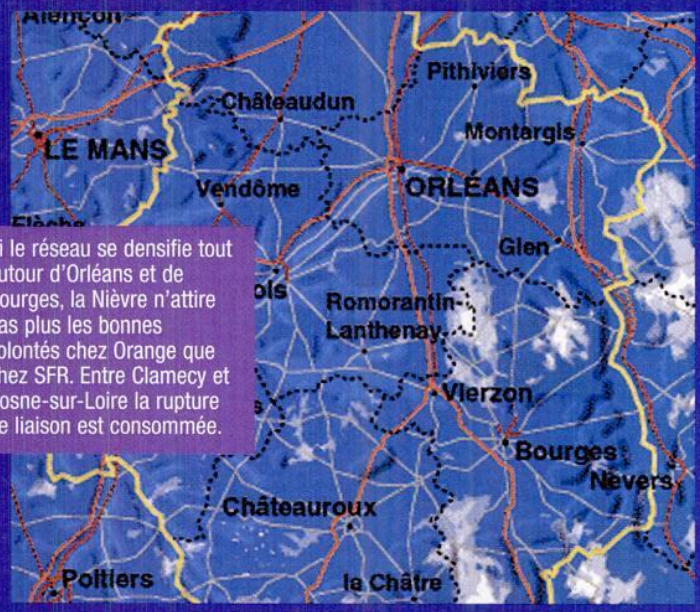 Alençon
Pithiviers
Châteaudun
Montargis
LE MANS
ORLÉANS
Vendôme
Flèche
Glen
i le réseau se densifie tout
utour d'Orléans et de
ourges, la Nièvre n'attire
as plus les bonnes
olontés chez Orange que
hez SFR. Entre Clamecy et
osne-sur-Loire la rupture
e liaison est consommée.
ois
Romorantin-
Lanthenay
s
Vierzon
Bourges
Nevers
Châteauroux
Poitiers
la Châtre